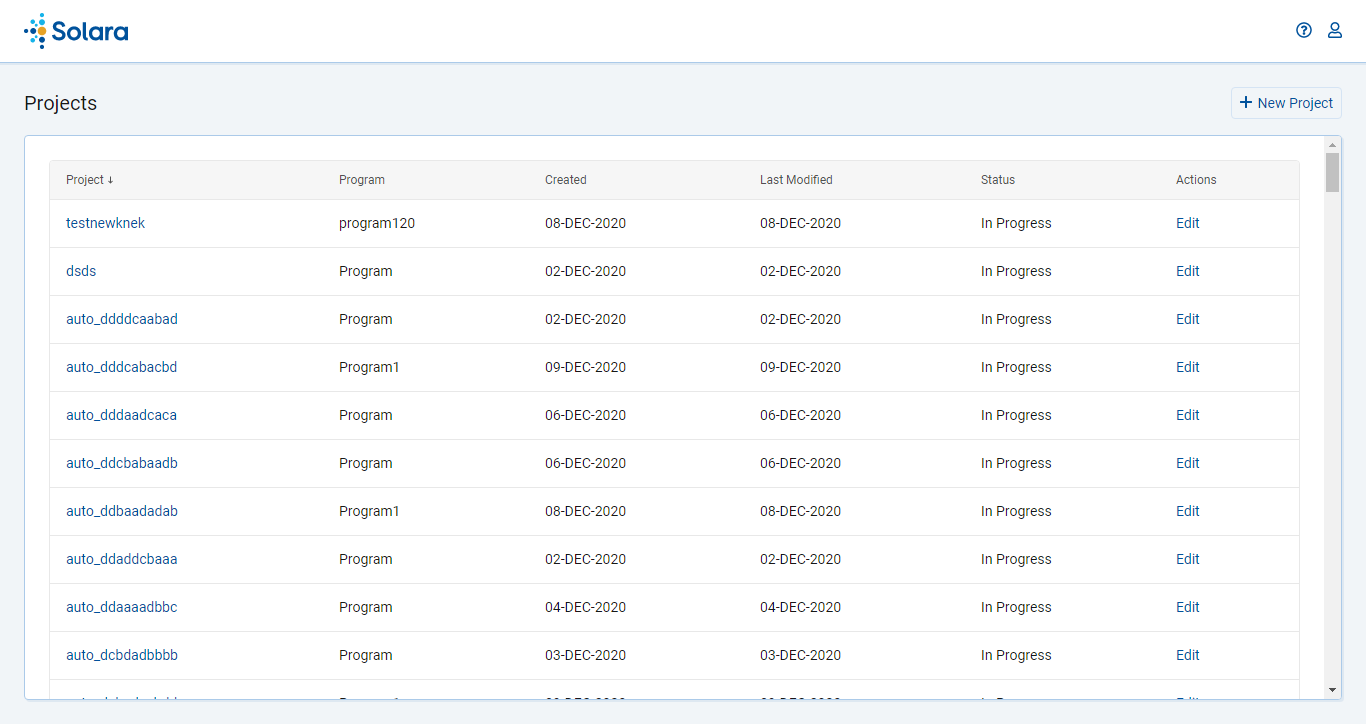 Solara
Projects
New Project
Project ↓ Program Created Last Modified Status Actions
testnewknek program120 08-DEC-2020 08-DEC-2020 In Progress Edit
dsds Program 02-DEC-2020 02-DEC-2020 In Progress Edit
auto_ddddcaabad Program 02-DEC-2020 02-DEC-2020 In Progress Edit
auto_dddcabacbd Program1 09-DEC-2020 09-DEC-2020 In Progress Edit
auto_dddaadcaca Program 06-DEC-2020 06-DEC-2020 In Progress Edit
auto_ddcbabaadb Program 06-DEC-2020 06-DEC-2020 In Progress Edit
auto_ddbaadadab Program1 08-DEC-2020 08-DEC-2020 In Progress Edit
auto_ddaddcbaaa Program 02-DEC-2020 02-DEC-2020 In Progress Edit
auto_ddaaaadbbc Program 04-DEC-2020 04-DEC-2020 In Progress Edit
auto_dcbdadbbbb Program 03-DEC-2020 03-DEC-2020 In Progress Edit